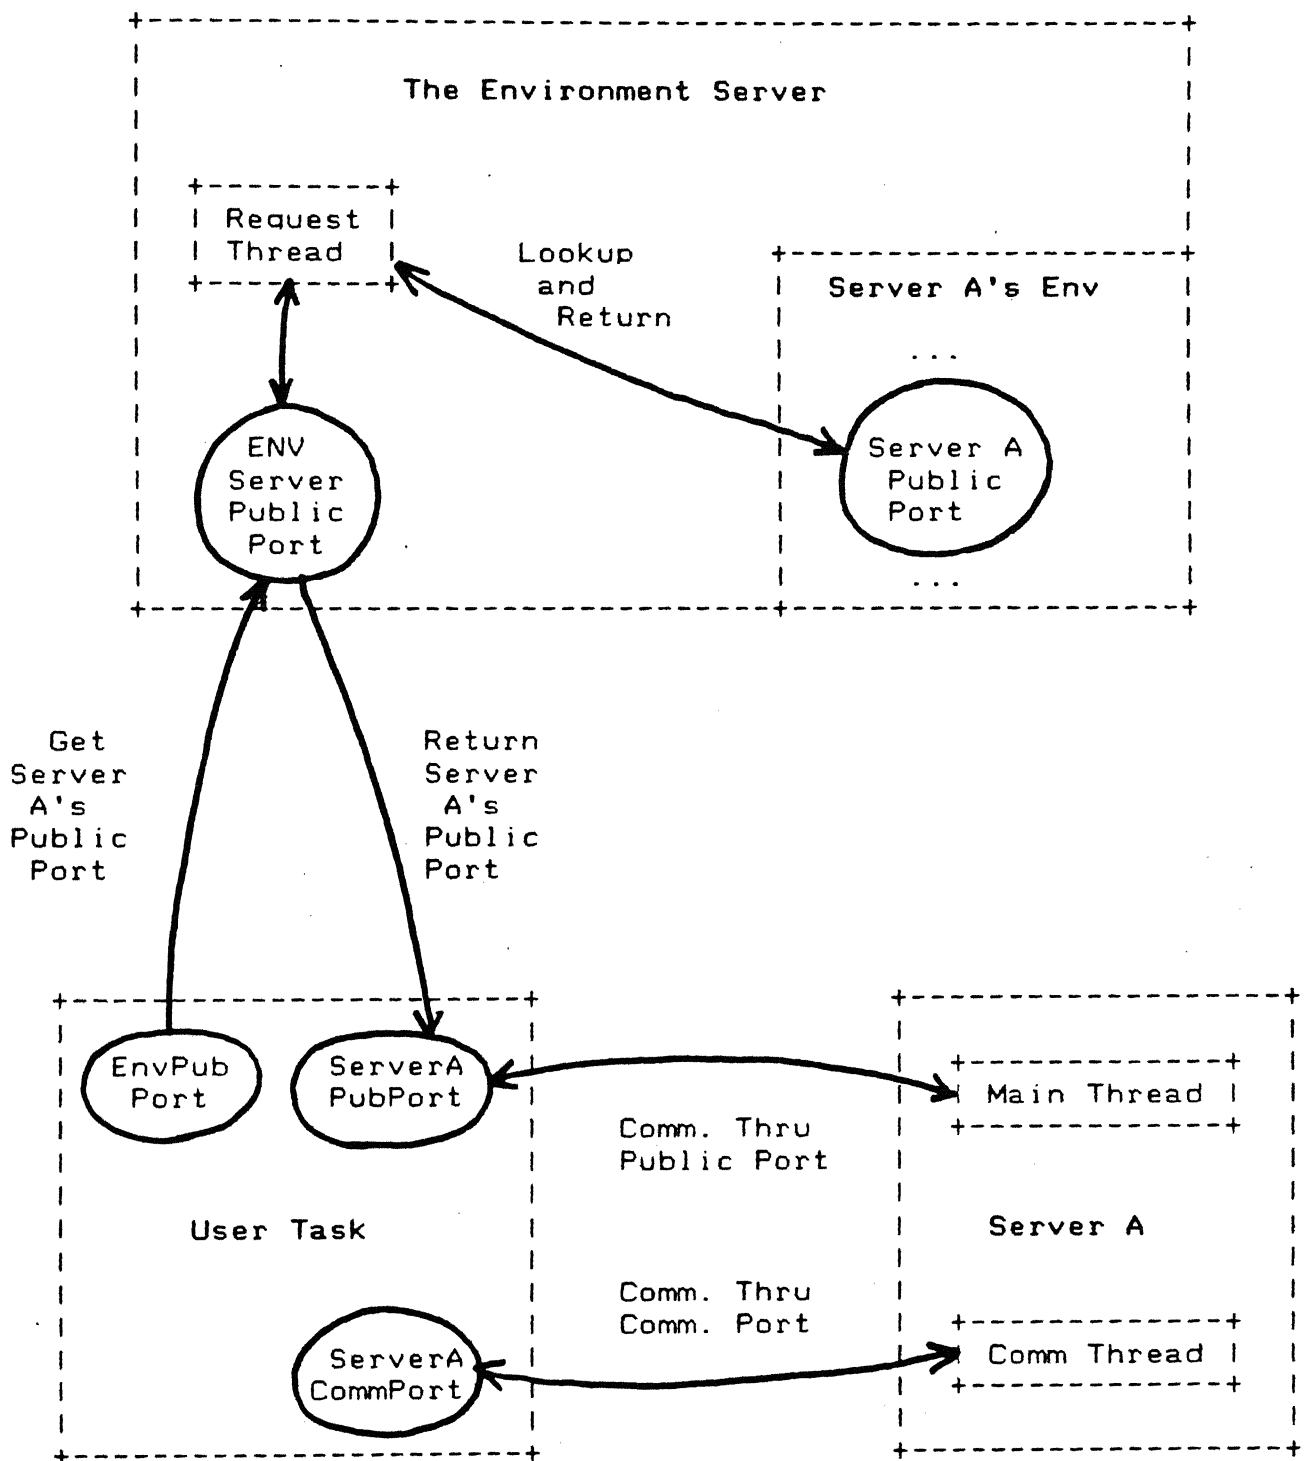 The Environment Server
Request
Thread
Lookup
and
Return
Server A's Env
...
ENV
Server
Public
Port
Server A
Public
Port
...
Get
Server
A's
Public
Port
Return
Server
A's
Public
Port
EnvPub
Port
ServerA
PubPort
Main Thread
Comm. Thru
Public Port
User Task
Server A
Comm. Thru
Comm. Port
ServerA
CommPort
Comm Thread